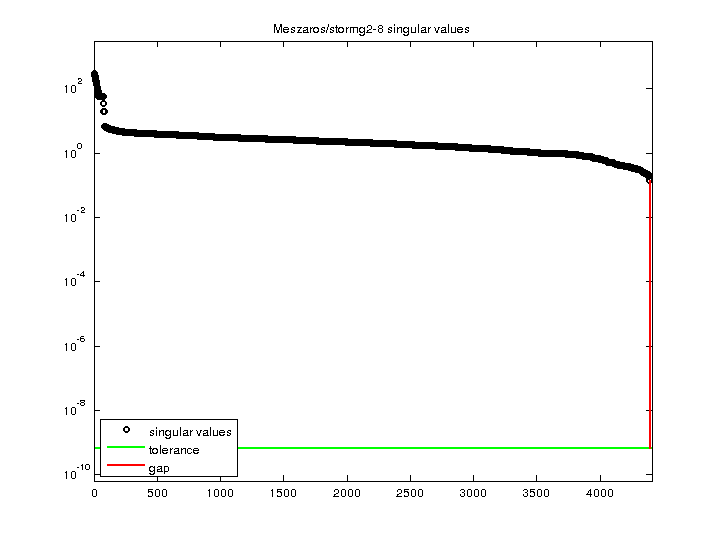 Meszaros/stormg2-8 singular values
10^2
10^0
10^-2
10^-4
10^-6
10^-8
10^-10
singular values
tolerance
gap
0 500 1000 1500 2000 2500 3000 3500 4000